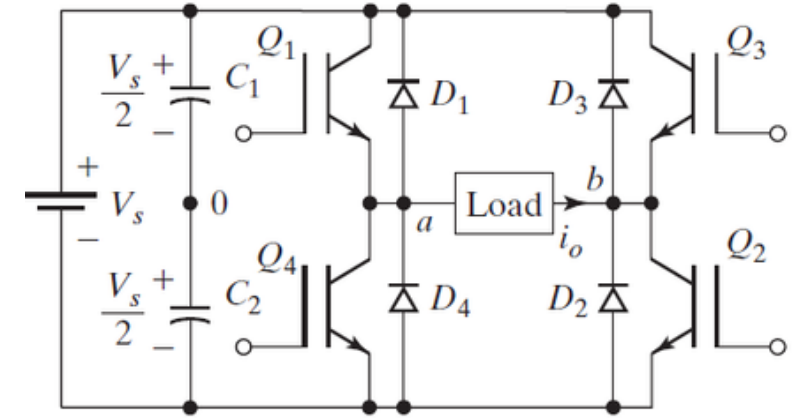 Q1
Q3
Vs
2
+
−
C1
D1
D3
+
Vs
−
0
a
Load
b
io
Q4
Q2
Vs
2
+
−
C2
D4
D2